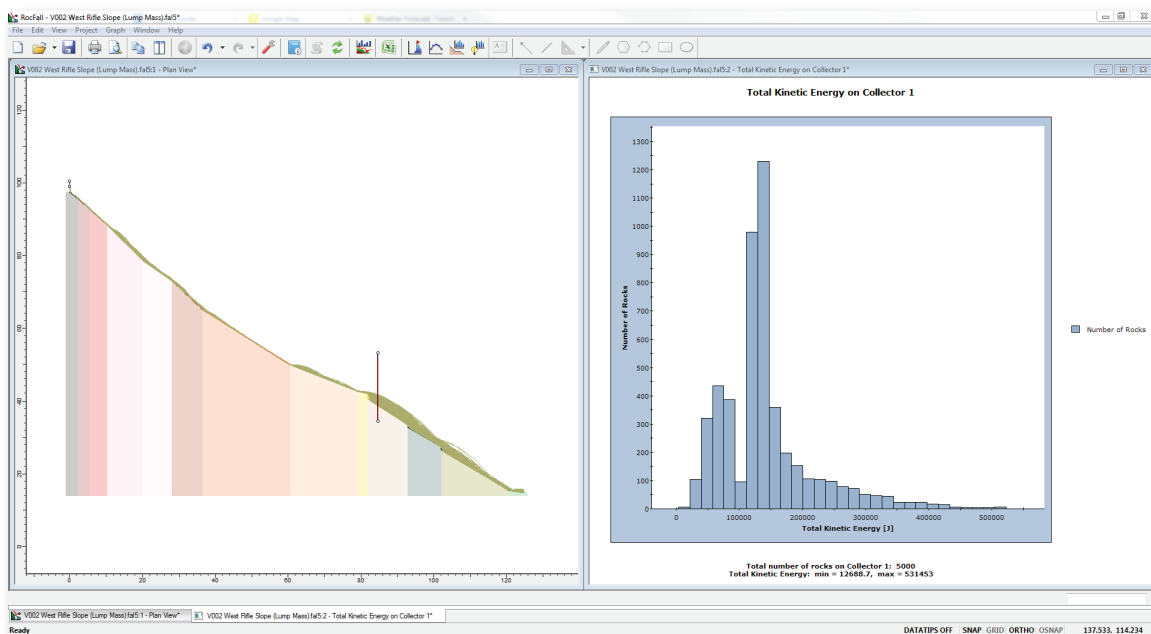 RocFall - V002 West Rifle Slope (Lump Mass).fal5*
File Edit View Project Graph Window Help
V002 West Rifle Slope (Lump Mass).fal5:1 - Plan View*
120
100
80
60
40
20
0
0 20 40 60 80 100 120
V002 West Rifle Slope (Lump Mass).fal5:2 - Total Kinetic Energy on Collector 1*
Total Kinetic Energy on Collector 1
Number of Rocks
1300
1200
1100
1000
900
800
700
600
500
400
300
200
100
0
0 100000 200000 300000 400000 500000
Total Kinetic Energy [J]
Number of Rocks
Total number of rocks on Collector 1: 5000
Total Kinetic Energy: min = 12688.7, max = 531453
V002 West Rifle Slope (Lump Mass).fal5:1 - Plan View*
V002 West Rifle Slope (Lump Mass).fal5:2 - Total Kinetic Energy on Collector 1*
Ready
DATATIPS OFF SNAP GRID ORTHO OSNAP 137.533, 114.234